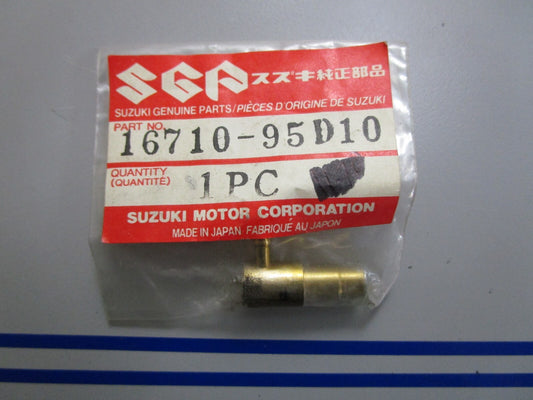 SGP スズキ純正部品
SUZUKI GENUINE PARTS/PIÈCES D'ORIGINE DE SUZUKI
PART NO. 16710-95D10
QUANTITY
(QUANTITÉ) 1PC
SUZUKI MOTOR CORPORATION
MADE IN JAPAN FABRIQUÉ AU JAPON